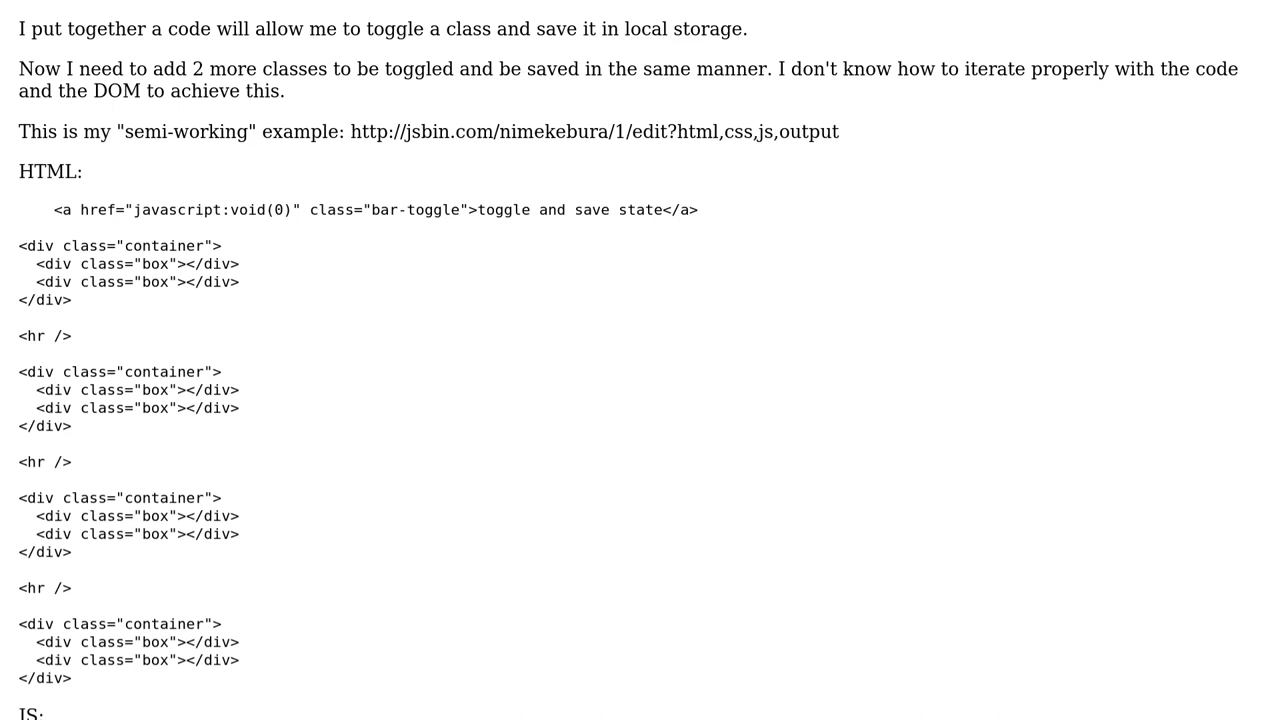 I put together a code will allow me to toggle a class and save it in local storage.
Now I need to add 2 more classes to be toggled and be saved in the same manner. I don't know how to iterate properly with the code
and the DOM to achieve this.
This is my "semi-working" example: http://jsbin.com/nimekebura/1/edit?html,css,js,output
HTML:
<a href="javascript:void(0)" class="bar-toggle">toggle and save state</a>
<div class="container">
<div class="box"></div>
<div class="box"></div>
</div>
<hr />
<div class="container">
<div class="box"></div>
<div class="box"></div>
</div>
<hr />
<div class="container">
<div class="box"></div>
<div class="box"></div>
</div>
<hr />
<div class="container">
<div class="box"></div>
<div class="box"></div>
</div>
JS: